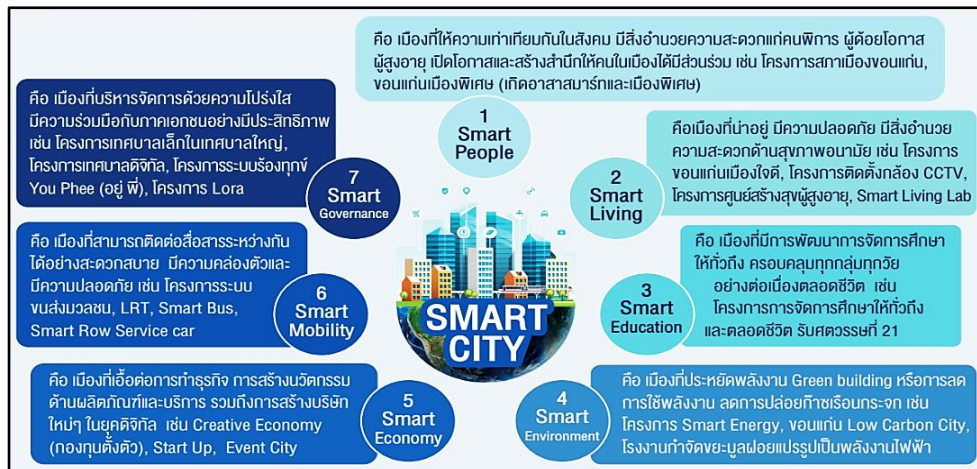 คือ เมืองที่ให้ความเท่าเทียมกันในสังคม มีสิ่งอำนวยความสะดวกแก่คนพิการ ผู้ด้อยโอกาส
ผู้สูงอายุ เปิดโอกาสและสร้างสำนึกให้คนในเมืองได้มีส่วนร่วม เช่น โครงการสภาเมืองขอนแก่น,
ขอนแก่นเมืองพิเศษ (เกิดอาสาสมาร์ทและเมืองพิเศษ)
1
Smart
People
คือเมืองที่น่าอยู่ มีความปลอดภัย มีสิ่งอำนวย
ความสะดวกด้านสุขภาพอนามัย เช่น โครงการ
ขอนแก่นเมืองใจดี, โครงการติดตั้งกล้อง CCTV,
โครงการศูนย์สร้างสุขผู้สูงอายุ, Smart Living Lab
2
Smart
Living
คือ เมืองที่มีการพัฒนาการจัดการศึกษา
ให้ทั่วถึง ครอบคลุมทุกกลุ่มทุกวัย
อย่างต่อเนื่องตลอดชีวิต เช่น
โครงการการจัดการศึกษาให้ทั่วถึง
และตลอดชีวิต รับศตวรรษที่ 21
3
Smart
Education
คือ เมืองที่ประหยัดพลังงาน Green building หรือการลด
การใช้พลังงาน ลดการปล่อยก๊าซเรือนกระจก เช่น
โครงการ Smart Energy, ขอนแก่น Low Carbon City,
โรงงานกำจัดขยะมูลฝอยแปรรูปเป็นพลังงานไฟฟ้า
4
Smart
Environment
คือ เมืองที่เอื้อต่อการทำธุรกิจ การสร้างนวัตกรรม
ด้านผลิตภัณฑ์และบริการ รวมถึงการสร้างบริษัท
ใหม่ๆ ในยุคดิจิทัล เช่น Creative Economy
(กองทุนตั้งตัว), Start Up, Event City
5
Smart
Economy
คือ เมืองที่สามารถติดต่อสื่อสารระหว่างกัน
ได้อย่างสะดวกสบาย มีความคล่องตัวและ
มีความปลอดภัย เช่น โครงการระบบ
ขนส่งมวลชน, LRT, Smart Bus,
Smart Row Service car
6
Smart
Mobility
คือ เมืองที่บริหารจัดการด้วยความโปร่งใส
มีความร่วมมือกับภาคเอกชนอย่างมีประสิทธิภาพ
เช่น โครงการเทศบาลเล็กในเทศบาลใหญ่,
โครงการเทศบาลดิจิทัล, โครงการระบบร้องทุกข์
You Phee (อยู่ พี่), โครงการ Lora
7
Smart
Governance
SMART
CITY